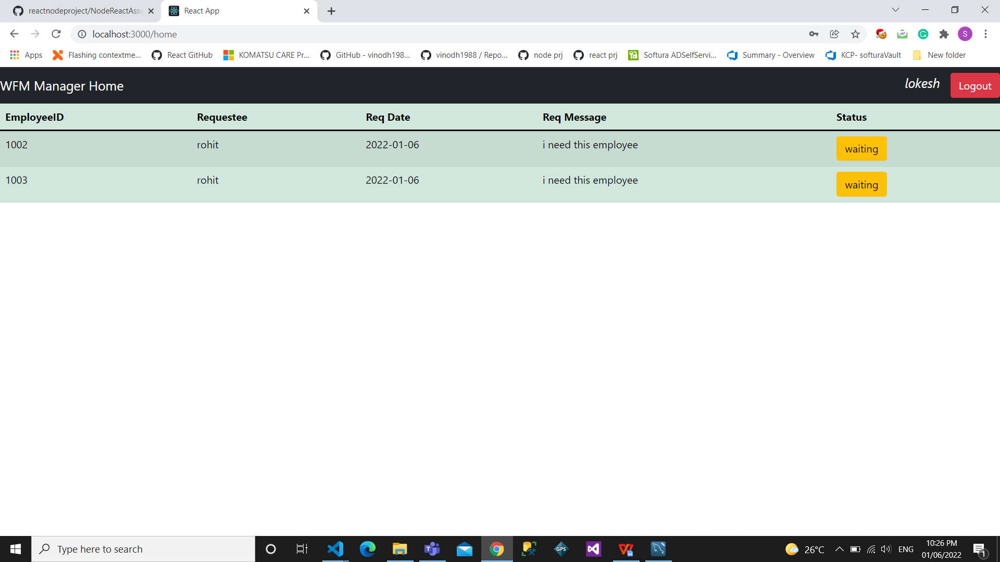 reactnodeproject/NodeReactAsse
React App
localhost:3000/home
S
Apps
Flashing contextme...
React GitHub
KOMATSU CARE Pr...
GitHub - vinodh198...
vinodh1988 / Repo...
node prj
react prj
Softura ADSelfServi...
Summary - Overview
KCP- softuraVault
New folder
WFM Manager Home
lokesh
Logout
EmployeeID Requestee Req Date Req Message Status
1002 rohit 2022-01-06 i need this employee waiting
1003 rohit 2022-01-06 i need this employee waiting
Type here to search
GPS
26°C
ENG
10:26 PM
01/06/2022
1